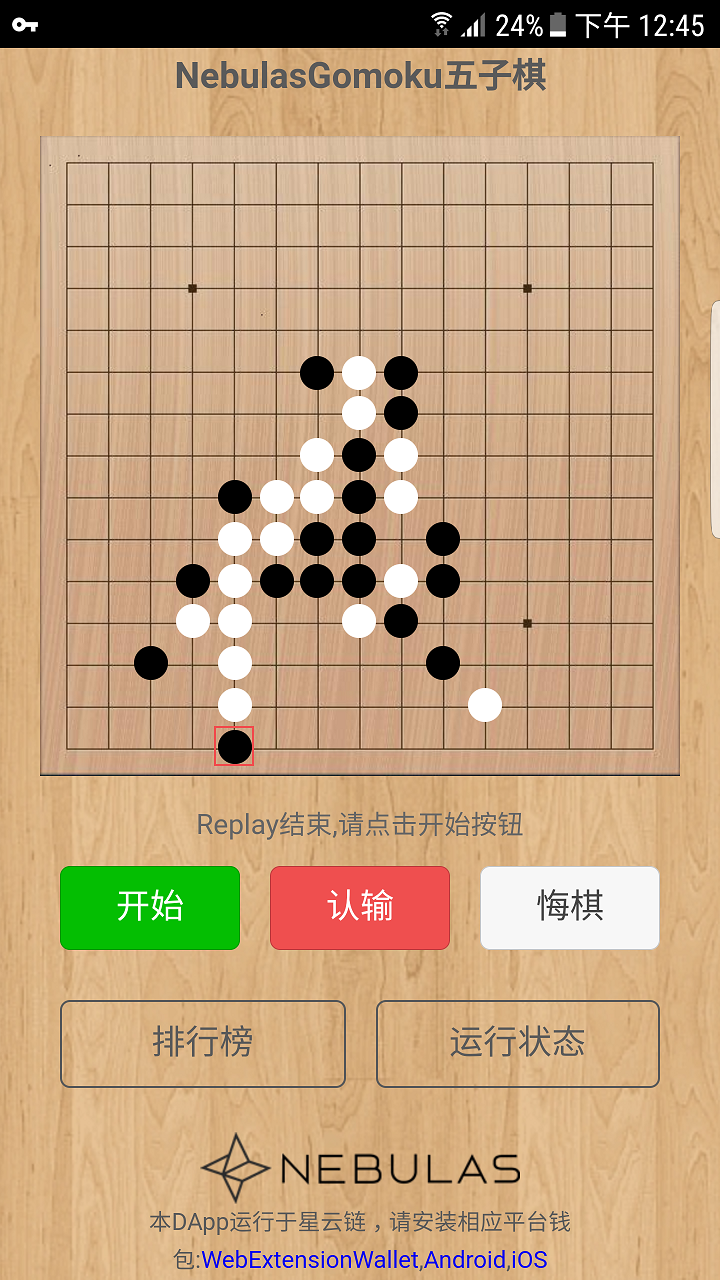 24% 下午 12:45
NebulasGomoku五子棋
Replay结束,请点击开始按钮
开始 认输 悔棋
排行榜 运行状态
NEBULAS
本DApp运行于星云链，请安装相应平台钱
包:WebExtensionWallet,Android,iOS